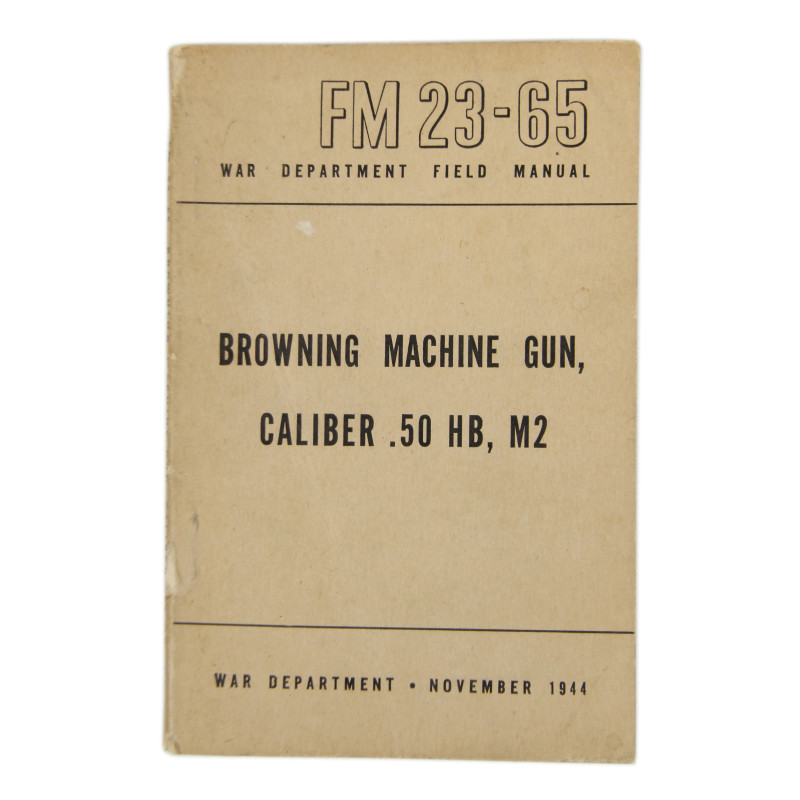 FM 23-65
WAR DEPARTMENT FIELD MANUAL
BROWNING MACHINE GUN,
CALIBER .50 HB, M2
WAR DEPARTMENT • NOVEMBER 1944